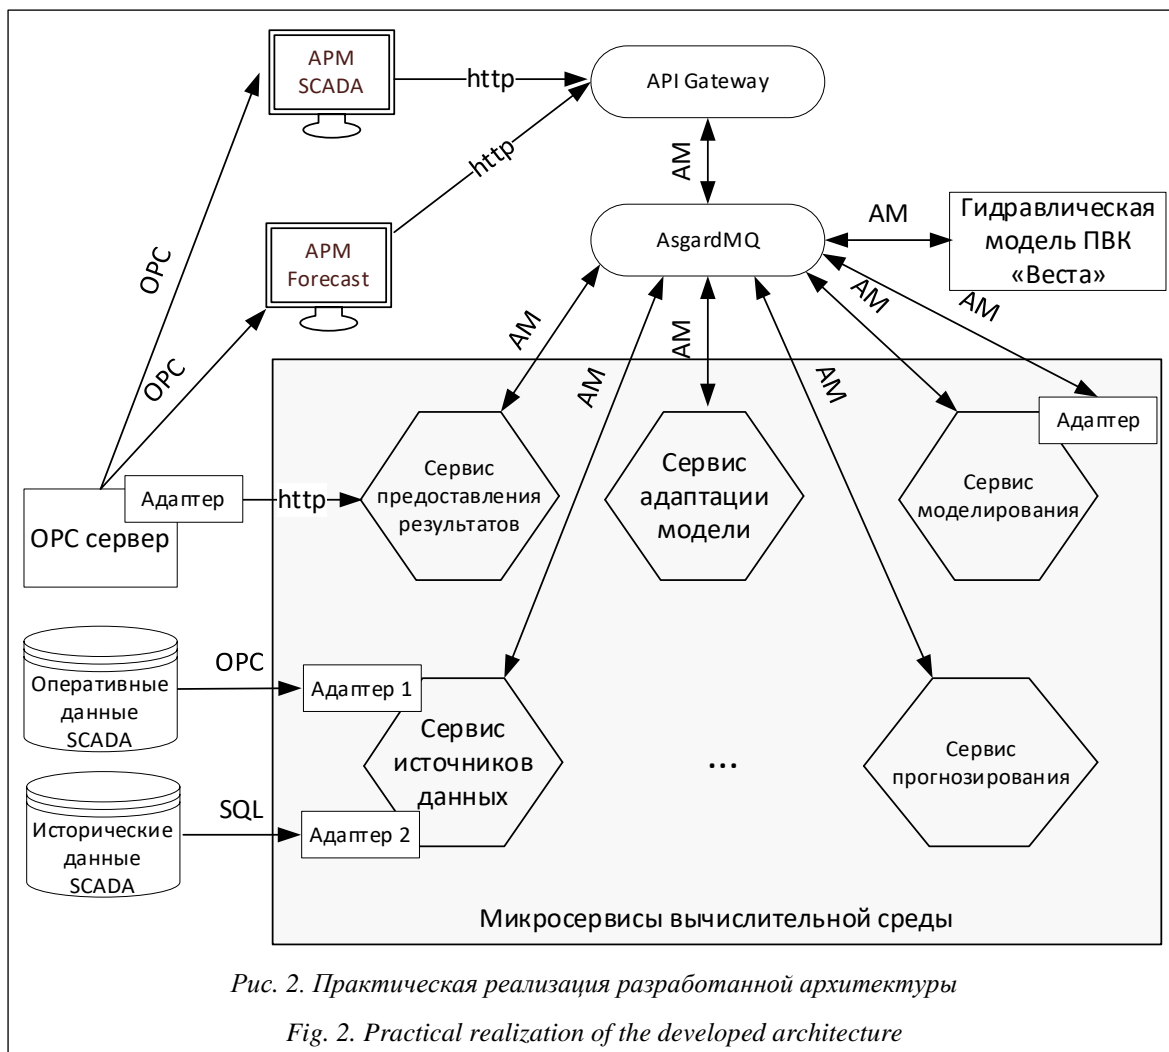 АРМ
SCADA
http
API Gateway
http
AM
OPC
АРМ
Forecast
AsgardMQ
AM
Гидравлическая
модель ПВК
«Веста»
OPC
AM
AM
AM
AM
AM
AM
Адаптер
OPC сервер
http
Сервис
предоставления
результатов
Сервис
адаптации
модели
Адаптер
Сервис
моделирования
Оперативные
данные
SCADA
OPC
Адаптер 1
Сервис
источников
данных
...
Сервис
прогнозирования
Исторические
данные
SCADA
SQL
Адаптер 2
Микросервисы вычислительной среды
Рис. 2. Практическая реализация разработанной архитектуры
Fig. 2. Practical realization of the developed architecture